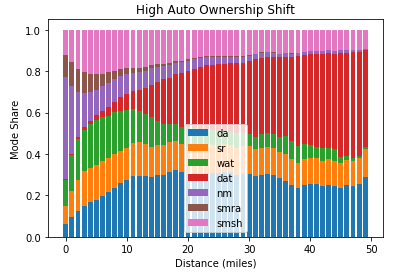 High Auto Ownership Shift
Mode Share
1.0
0.8
0.6
0.4
0.2
0.0
da
sr
wat
dat
nm
smra
smsh
0
10
20
30
40
50
Distance (miles)